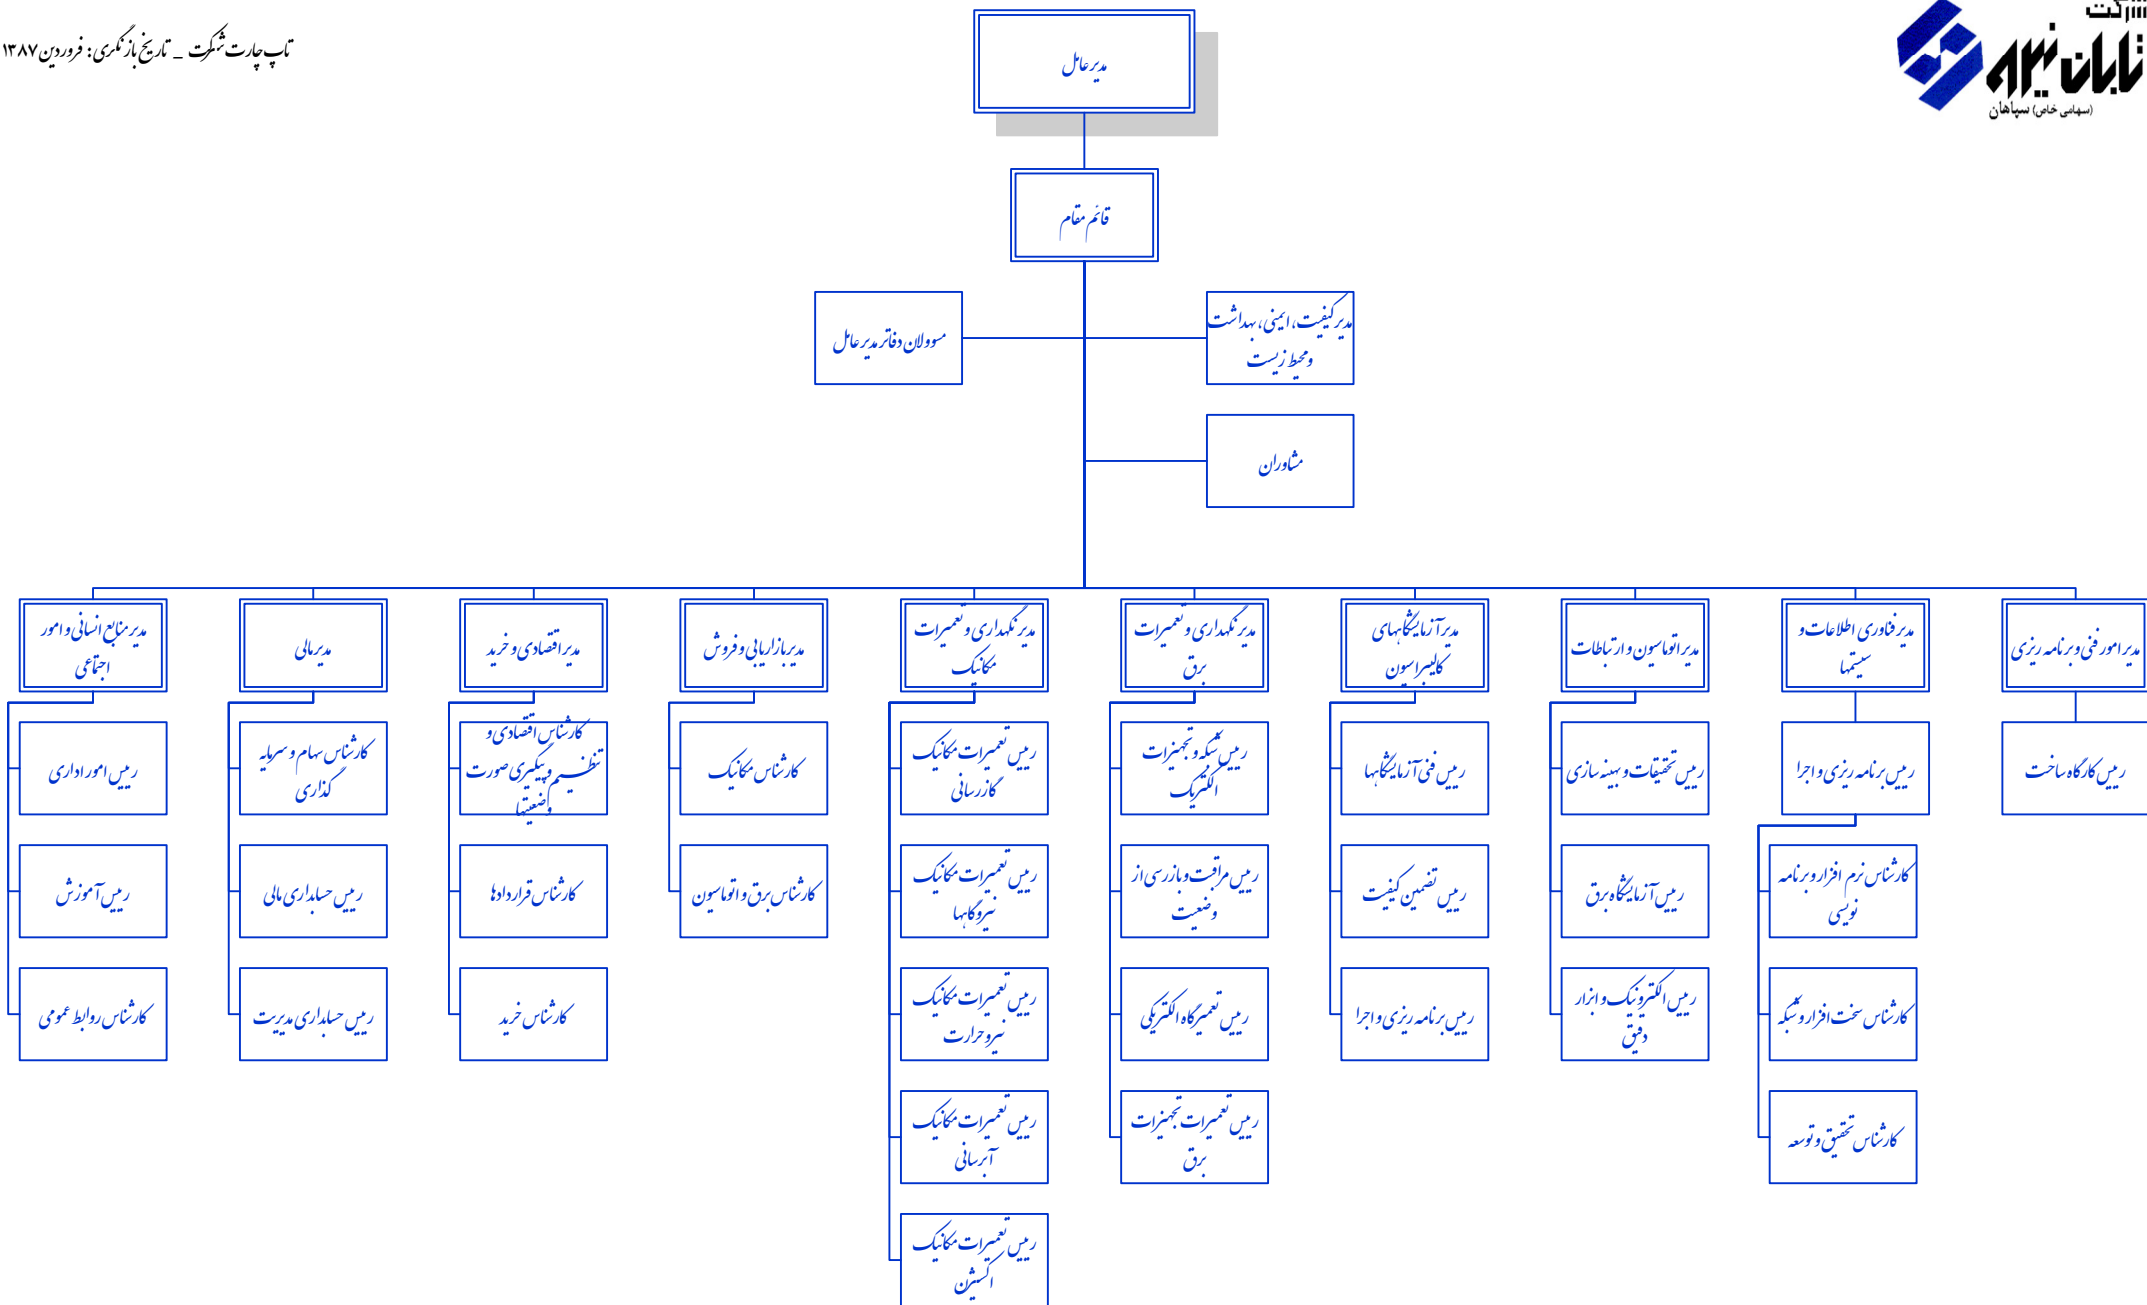 شرکت
تابان نیرو
سپاهان (سهامی خاص)
تاپ چارت شرکت _ تاریخ بازنگری: فروردین ۱۳۸۷
مدیر عامل
قائم مقام
مدیر کیفیت، ایمنی، بهداشت
و محیط زیست
مسوولان دفاتر مدیر عامل
مشاوران
مدیر امور فنی و برنامه ریزی
مدیر فناوری اطلاعات و
سیستمها
مدیر اتوماسیون و ارتباطات
مدیر آزمایشگاههای
کالیبراسیون
مدیر نگهداری و تعمیرات
برق
مدیر نگهداری و تعمیرات
مکانیک
مدیر بازاریابی و فروش
مدیر اقتصادی و خرید
مدیر مالی
مدیر منابع انسانی و امور
اجتماعی
رییس کارگاه ساخت
رییس برنامه ریزی و اجرا
رییس تحقیقات و بهینه سازی
رییس فنی آزمایشگاهها
رییس شبکه و تجهیزات
الکتریک
رییس تعمیرات مکانیک
گازرسانی
کارشناس مکانیک
کارشناس اقتصادی و
تنظیم و پیگیری صورت
وضعیتها
کارشناس سهام و سرمایه
گذاری
رییس امور اداری
کارشناس نرم افزار و برنامه
نویسی
رییس آزمایشگاه برق
رییس تضمین کیفیت
رییس مراقبت و بازرسی از
وضعیت
رییس تعمیرات مکانیک
نیروگاهها
کارشناس برق و اتوماسیون
کارشناس قراردادها
رییس حسابداری مالی
رییس آموزش
کارشناس سخت افزار و شبکه
رییس الکترونیک و ابزار
دقیق
رییس برنامه ریزی و اجرا
رییس تعمیرگاه الکتریکی
رییس تعمیرات مکانیک
نیرو حرارت
کارشناس خرید
رییس حسابداری مدیریت
کارشناس روابط عمومی
کارشناس تحقیق و توسعه
رییس تعمیرات تجهیزات
برق
رییس تعمیرات مکانیک
آبرسانی
رییس تعمیرات مکانیک
اکسیژن